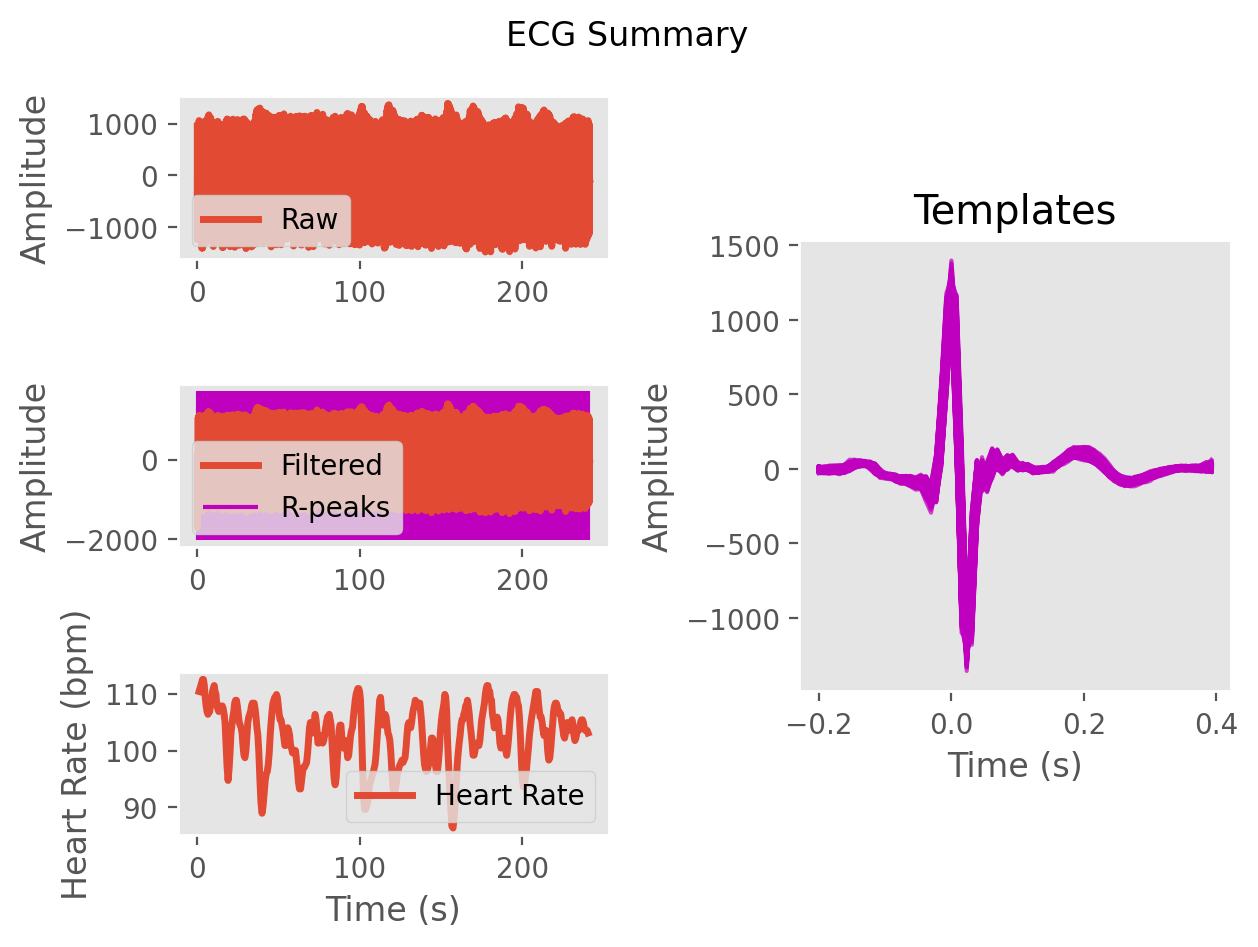 ECG Summary
Amplitude
1000
0
−1000
Raw
0 100 200
Amplitude
0
−2000
Filtered
R-peaks
0 100 200
Heart Rate (bpm)
110
100
90
Heart Rate
0 100 200
Time (s)
Templates
Amplitude
1500
1000
500
0
−500
−1000
−0.2 0.0 0.2 0.4
Time (s)